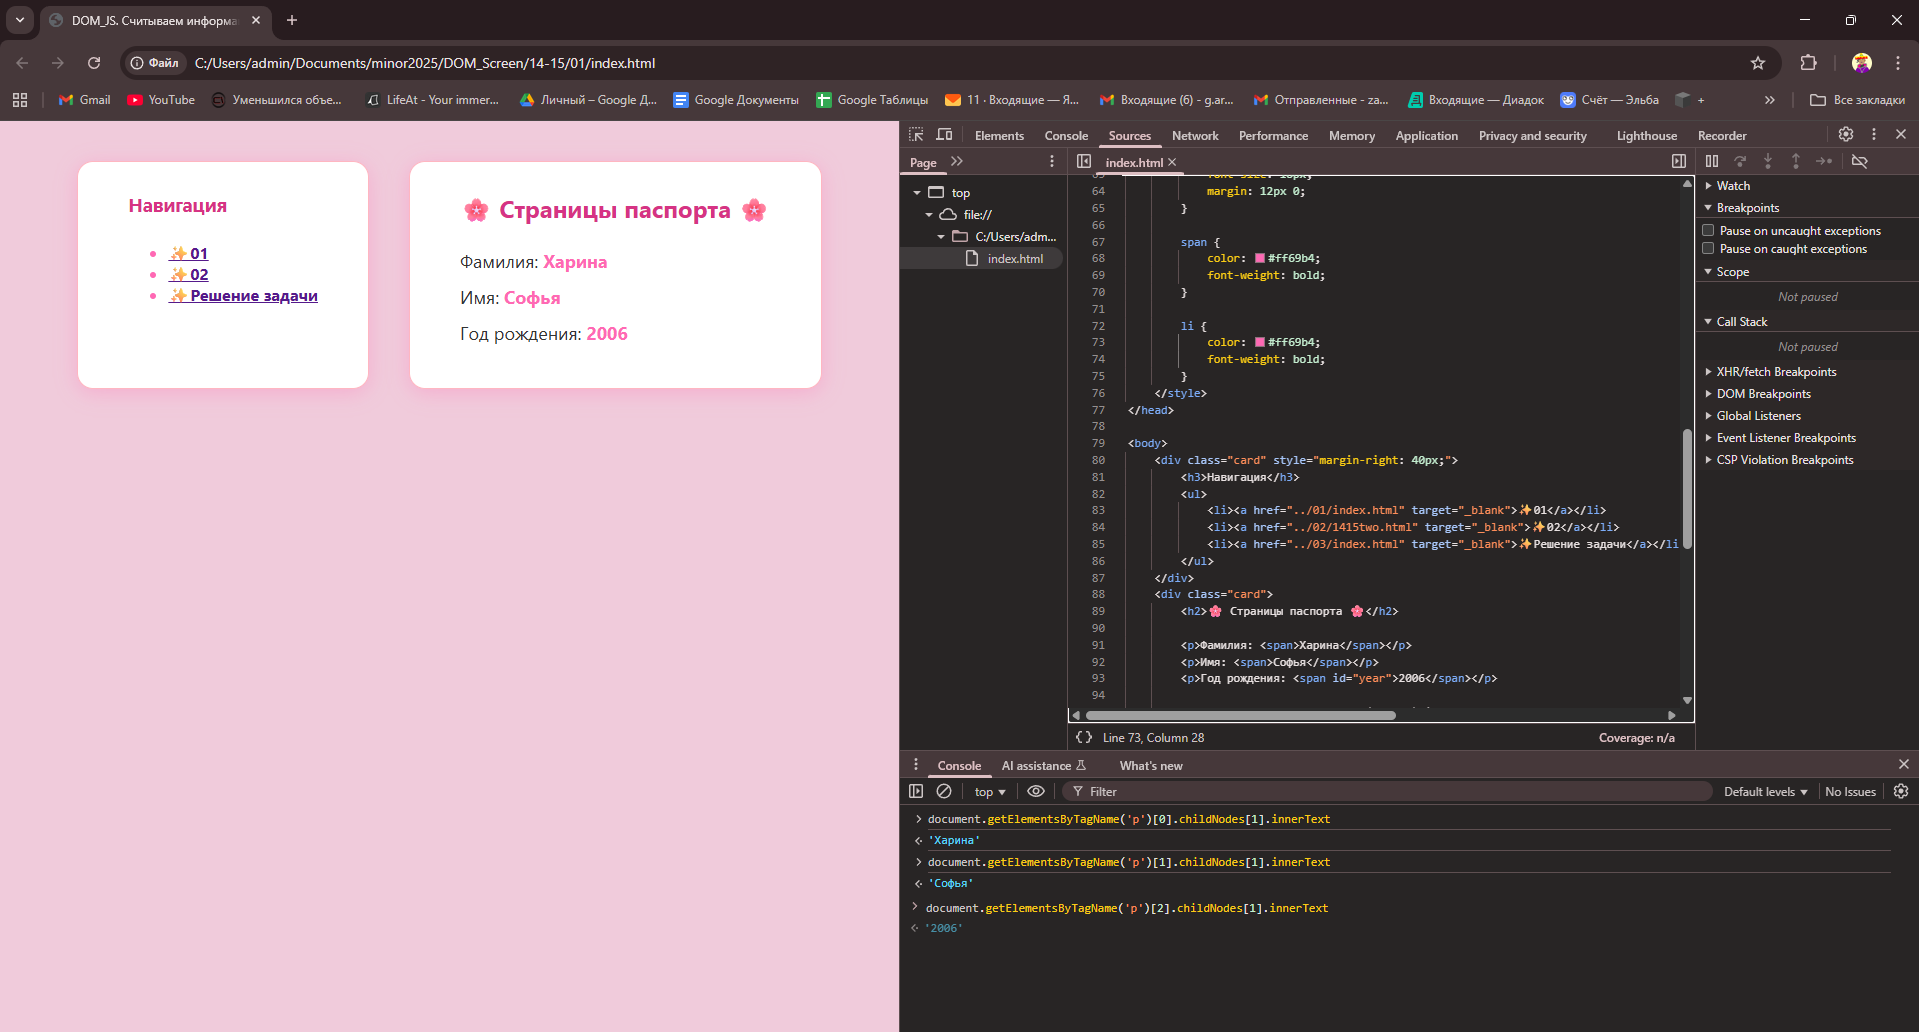 DOM_JS. Считываем информа
Файл
C:/Users/admin/Documents/minor2025/DOM_Screen/14-15/01/index.html
Gmail
YouTube
Уменьшился объе...
LifeAt - Your immer...
Личный – Google Д...
Google Документы
Google Таблицы
11 · Входящие — Я...
Входящие (6) - g.ar...
Отправленные - za...
Входящие — Диадок
Счёт — Эльба
+
Все закладки
Навигация
✨01
✨02
✨Решение задачи
🌸 Страницы паспорта 🌸
Фамилия: Харина
Имя: Софья
Год рождения: 2006
Elements Console Sources Network Performance Memory Application Privacy and security Lighthouse Recorder
Page
top
file://
C:/Users/adm...
index.html
index.html
64 margin: 12px 0;
65 }
66
67 span {
68 color: #ff69b4;
69 font-weight: bold;
70 }
71
72 li {
73 color: #ff69b4;
74 font-weight: bold;
75 }
76 </style>
77 </head>
78
79 <body>
80 <div class="card" style="margin-right: 40px;">
81 <h3>Навигация</h3>
82 <ul>
83 <li><a href="../01/index.html" target="_blank">✨01</a></li>
84 <li><a href="../02/1415two.html" target="_blank">✨02</a></li>
85 <li><a href="../03/index.html" target="_blank">✨Решение задачи</a></li
86 </ul>
87 </div>
88 <div class="card">
89 <h2>🌸 Страницы паспорта 🌸</h2>
90
91 <p>Фамилия: <span>Харина</span></p>
92 <p>Имя: <span>Софья</span></p>
93 <p>Год рождения: <span id="year">2006</span></p>
94
{ } Line 73, Column 28
Coverage: n/a
Watch
Breakpoints
Pause on uncaught exceptions
Pause on caught exceptions
Scope
Not paused
Call Stack
Not paused
XHR/fetch Breakpoints
DOM Breakpoints
Global Listeners
Event Listener Breakpoints
CSP Violation Breakpoints
Console AI assistance What's new
top
Filter
Default levels
No Issues
document.getElementsByTagName('p')[0].childNodes[1].innerText
'Харина'
document.getElementsByTagName('p')[1].childNodes[1].innerText
'Софья'
document.getElementsByTagName('p')[2].childNodes[1].innerText
'2006'